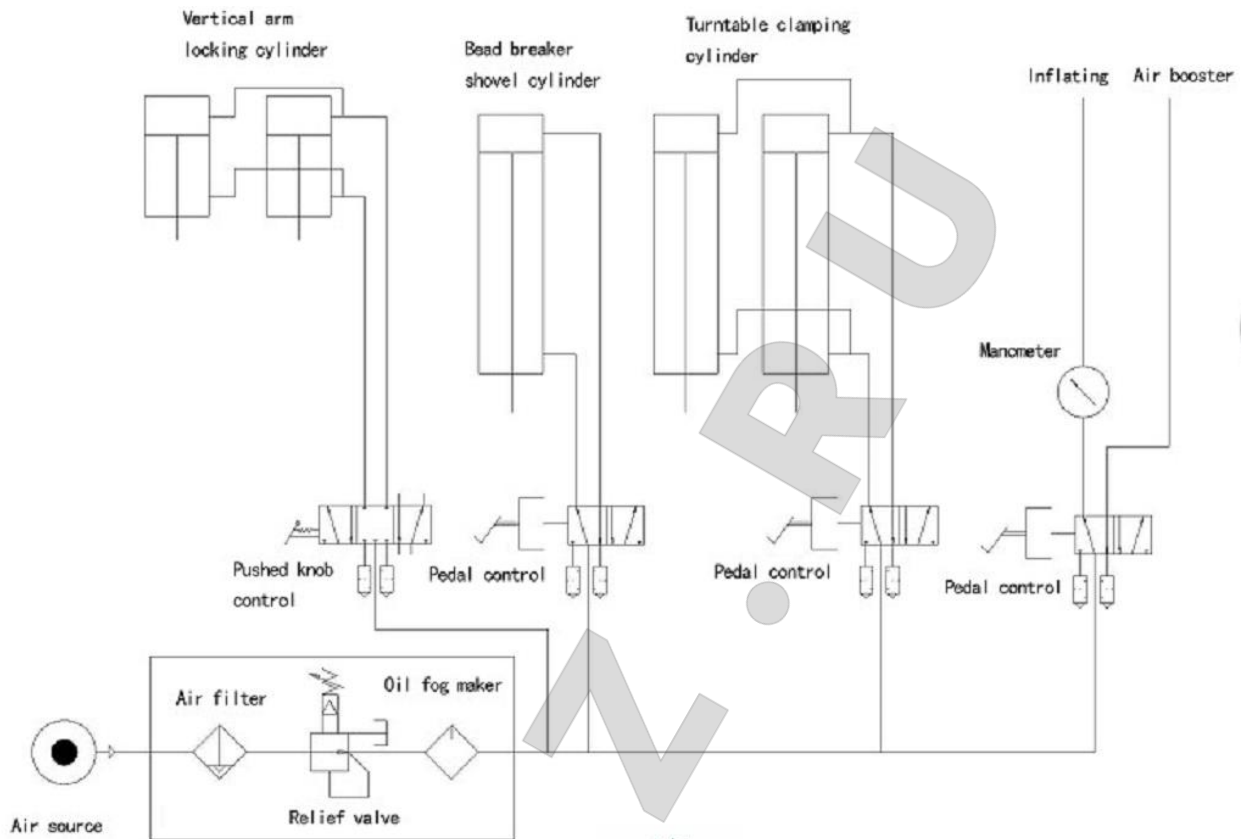 Vertical arm
locking cylinder
Bead breaker
shovel cylinder
Turntable clamping
cylinder
Inflating
Air booster
Manometer
Pushed knob
control
Pedal control
Pedal control
Pedal control
Air filter
Oil fog maker
Relief valve
Air source
Z.RU